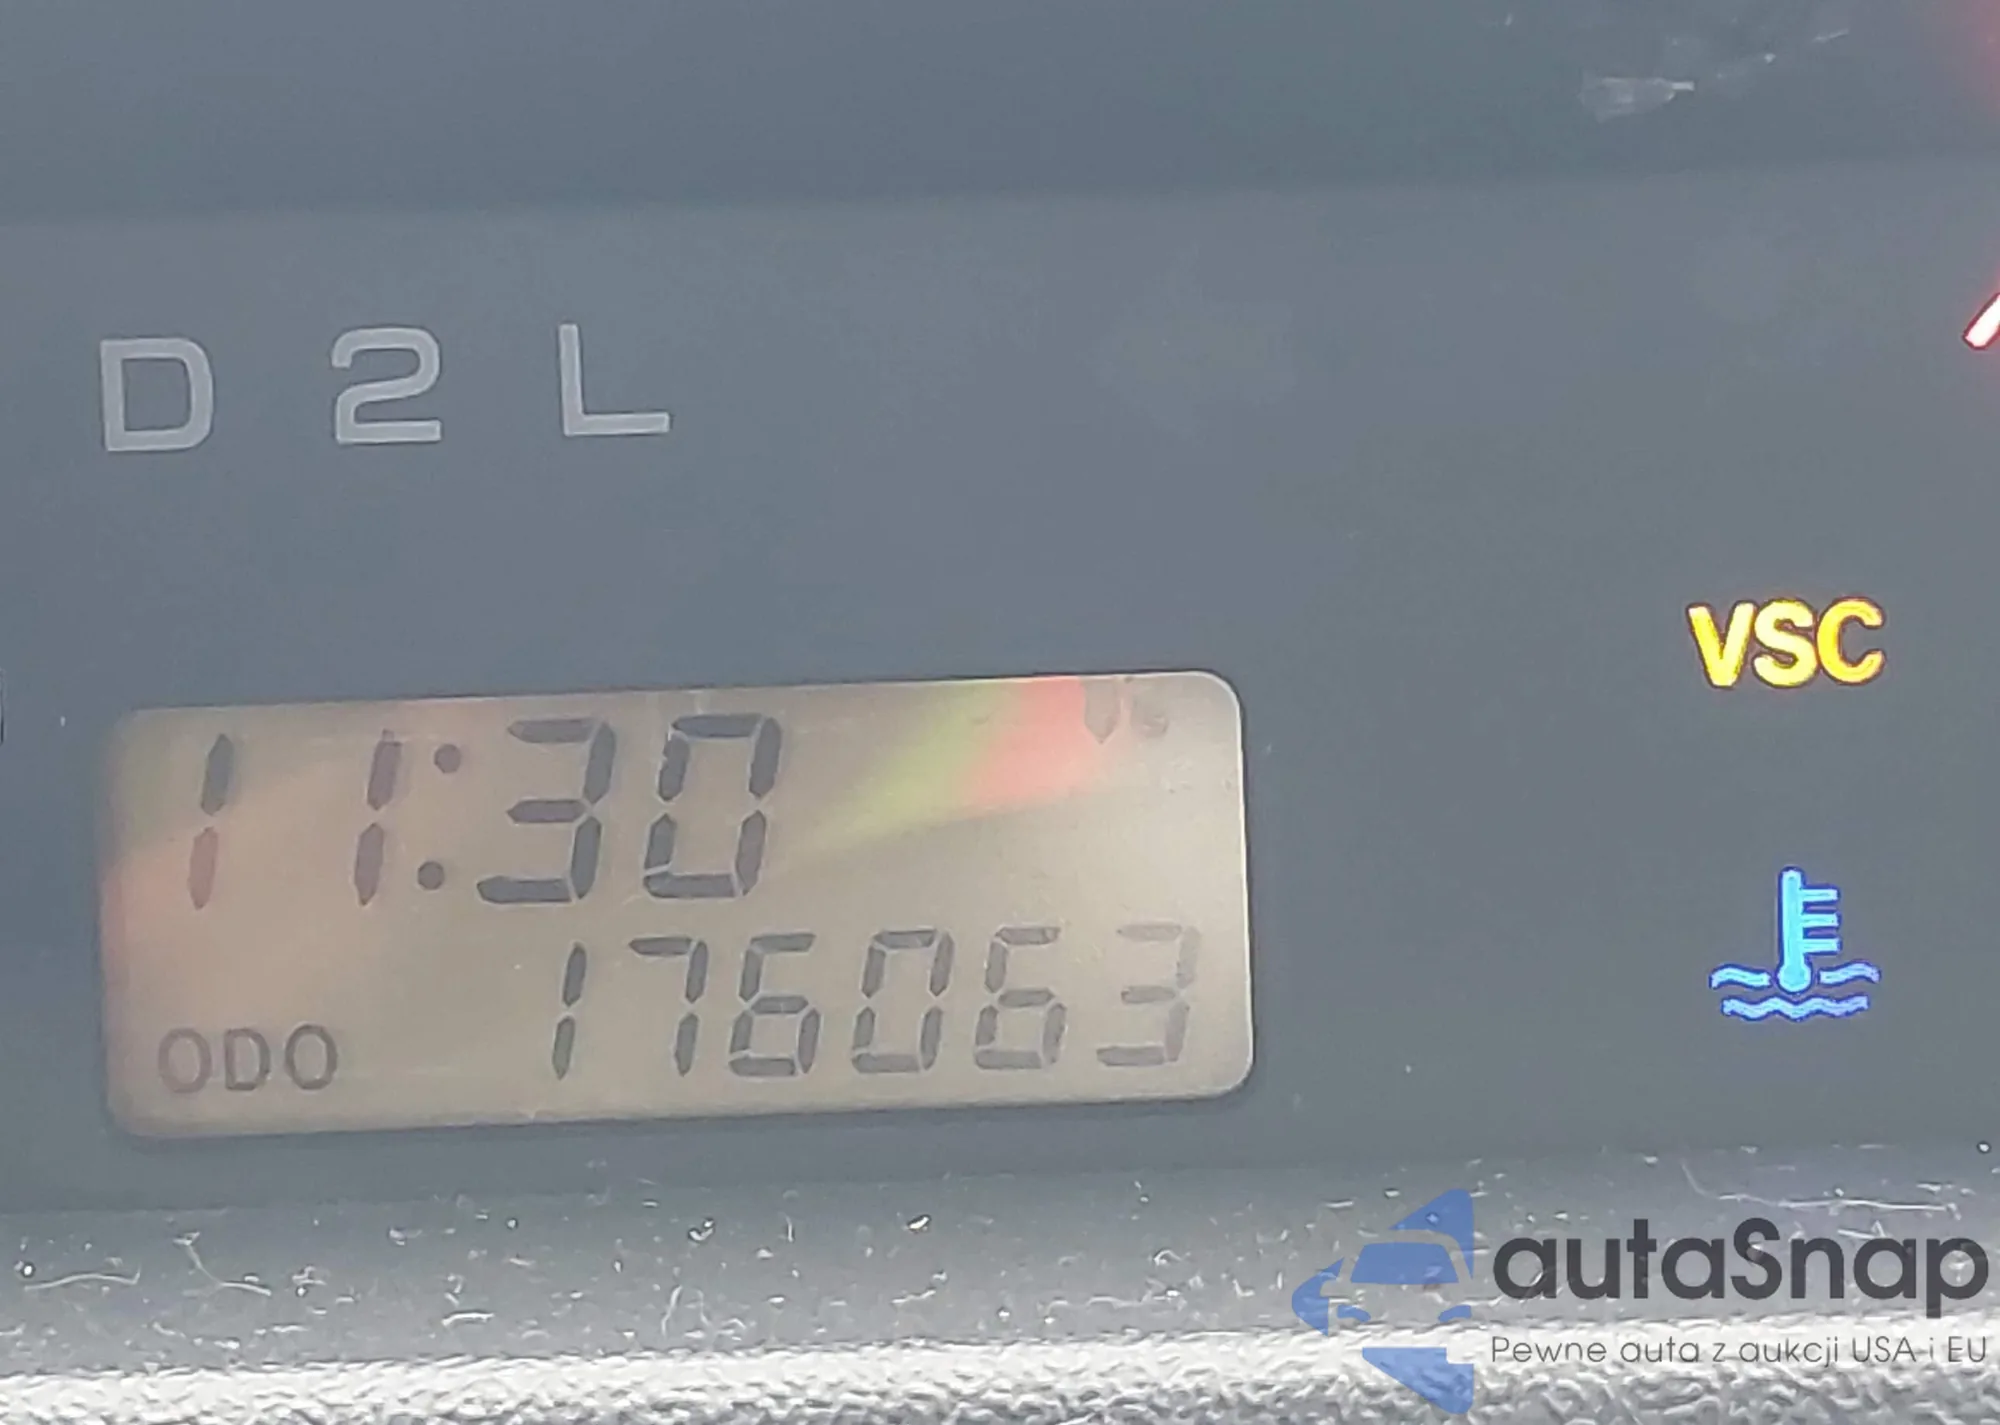 D 2 L
VSC
11:30
ODO 176063
autaSnap
Pewne auta z aukcji USA i EU